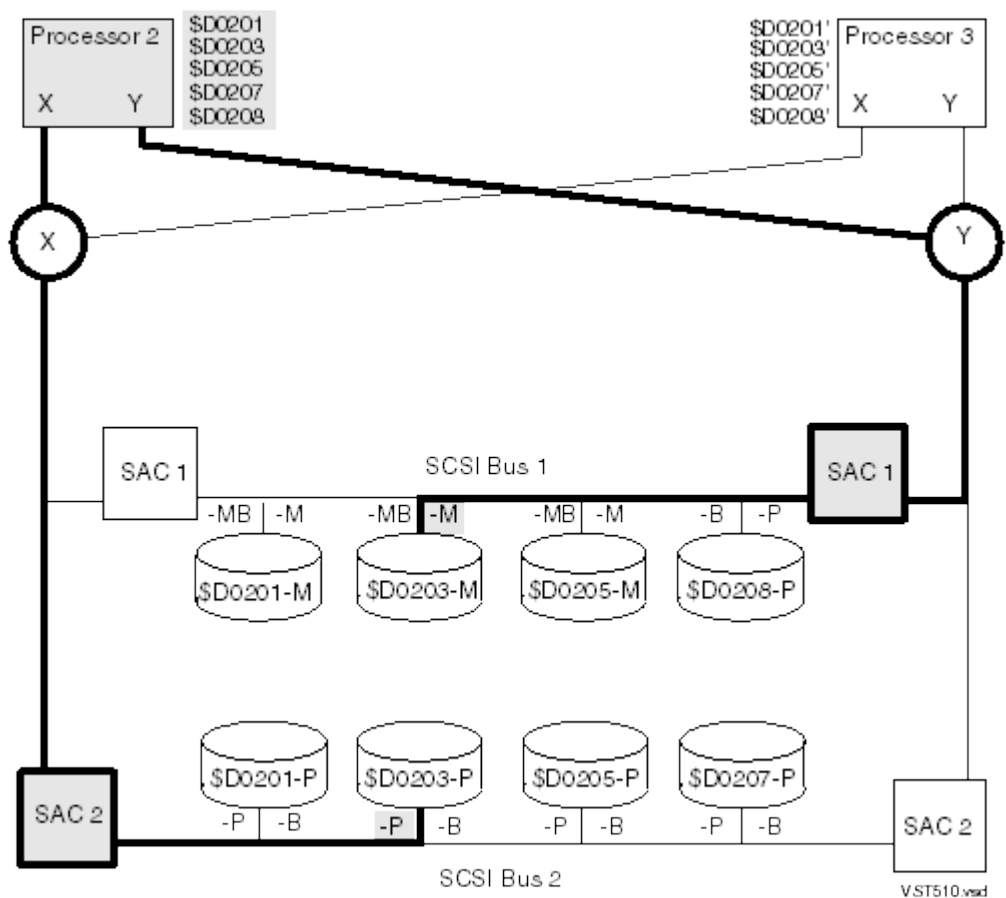 Processor 2
X Y
$D0201
$D0203
$D0205
$D0207
$D0208
$D0201'
$D0203'
$D0205'
$D0207'
$D0208'
Processor 3
X Y
X
Y
SAC 1
SCSI Bus 1
SAC 1
-MB -M -MB -M -MB -M -B -P
$D0201-M $D0203-M $D0205-M $D0208-P
$D0201-P $D0203-P $D0205-P $D0207-P
SAC 2
-P -B -P -B -P -B -P -B
SAC 2
SCSI Bus 2
VST510.vsd